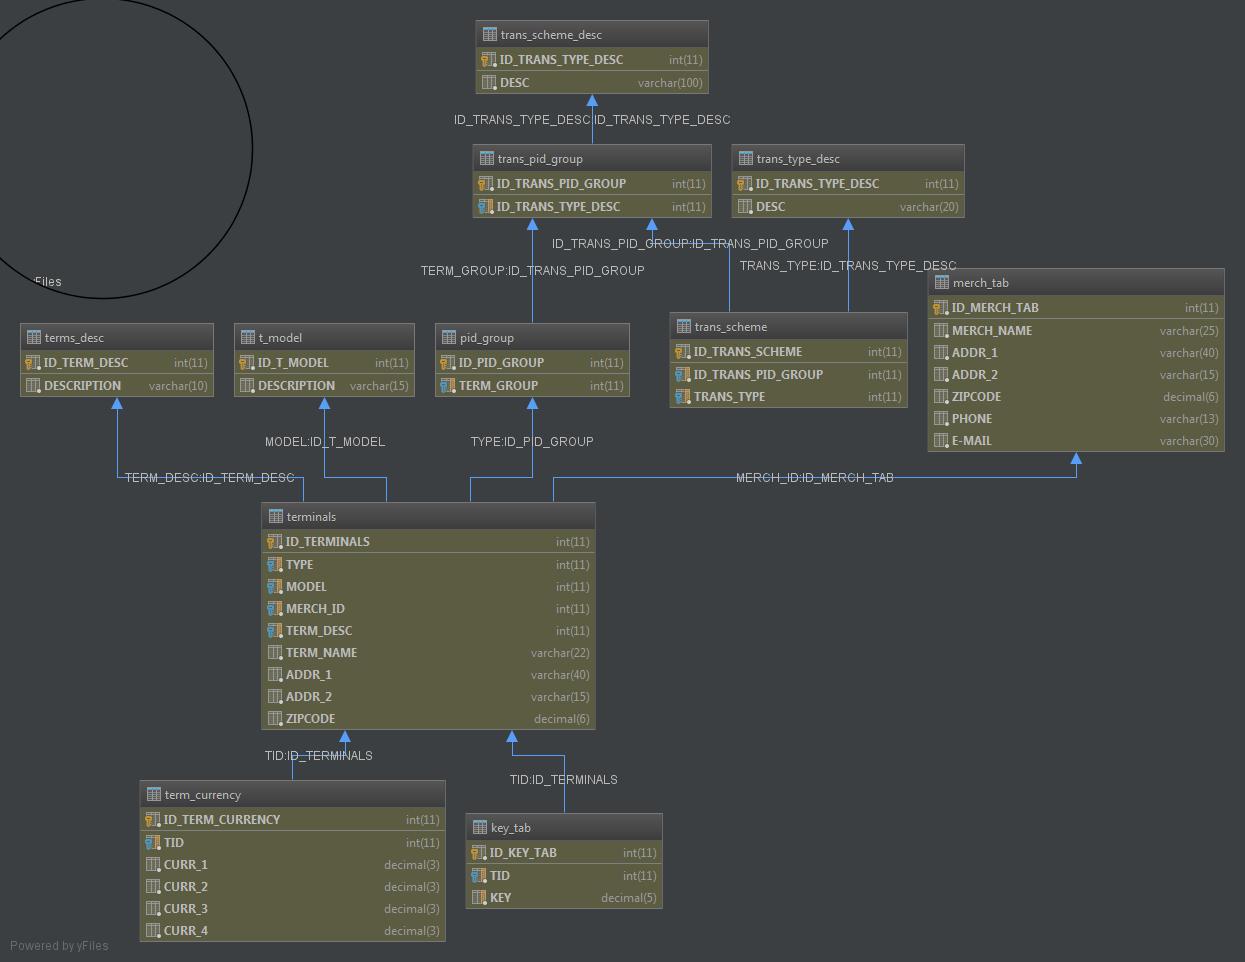 trans_scheme_desc
ID_TRANS_TYPE_DESC int(11)
DESC varchar(100)
ID_TRANS_TYPE_DESC:ID_TRANS_TYPE_DESC
trans_pid_group
ID_TRANS_PID_GROUP int(11)
ID_TRANS_TYPE_DESC int(11)
trans_type_desc
ID_TRANS_TYPE_DESC int(11)
DESC varchar(20)
ID_TRANS_PID_GROUP:ID_TRANS_PID_GROUP
TERM_GROUP:ID_TRANS_PID_GROUP
TRANS_TYPE:ID_TRANS_TYPE_DESC
Files
merch_tab
ID_MERCH_TAB int(11)
MERCH_NAME varchar(25)
ADDR_1 varchar(40)
ADDR_2 varchar(15)
ZIPCODE decimal(6)
PHONE varchar(13)
E-MAIL varchar(30)
terms_desc
ID_TERM_DESC int(11)
DESCRIPTION varchar(10)
t_model
ID_T_MODEL int(11)
DESCRIPTION varchar(15)
pid_group
ID_PID_GROUP int(11)
TERM_GROUP int(11)
trans_scheme
ID_TRANS_SCHEME int(11)
ID_TRANS_PID_GROUP int(11)
TRANS_TYPE int(11)
MODEL:ID_T_MODEL
TYPE:ID_PID_GROUP
TERM_DESC:ID_TERM_DESC
MERCH_ID:ID_MERCH_TAB
terminals
ID_TERMINALS int(11)
TYPE int(11)
MODEL int(11)
MERCH_ID int(11)
TERM_DESC int(11)
TERM_NAME varchar(22)
ADDR_1 varchar(40)
ADDR_2 varchar(15)
ZIPCODE decimal(6)
TID:ID_TERMINALS
TID:ID_TERMINALS
term_currency
ID_TERM_CURRENCY int(11)
TID int(11)
CURR_1 decimal(3)
CURR_2 decimal(3)
CURR_3 decimal(3)
CURR_4 decimal(3)
key_tab
ID_KEY_TAB int(11)
TID int(11)
KEY decimal(5)
Powered by yFiles